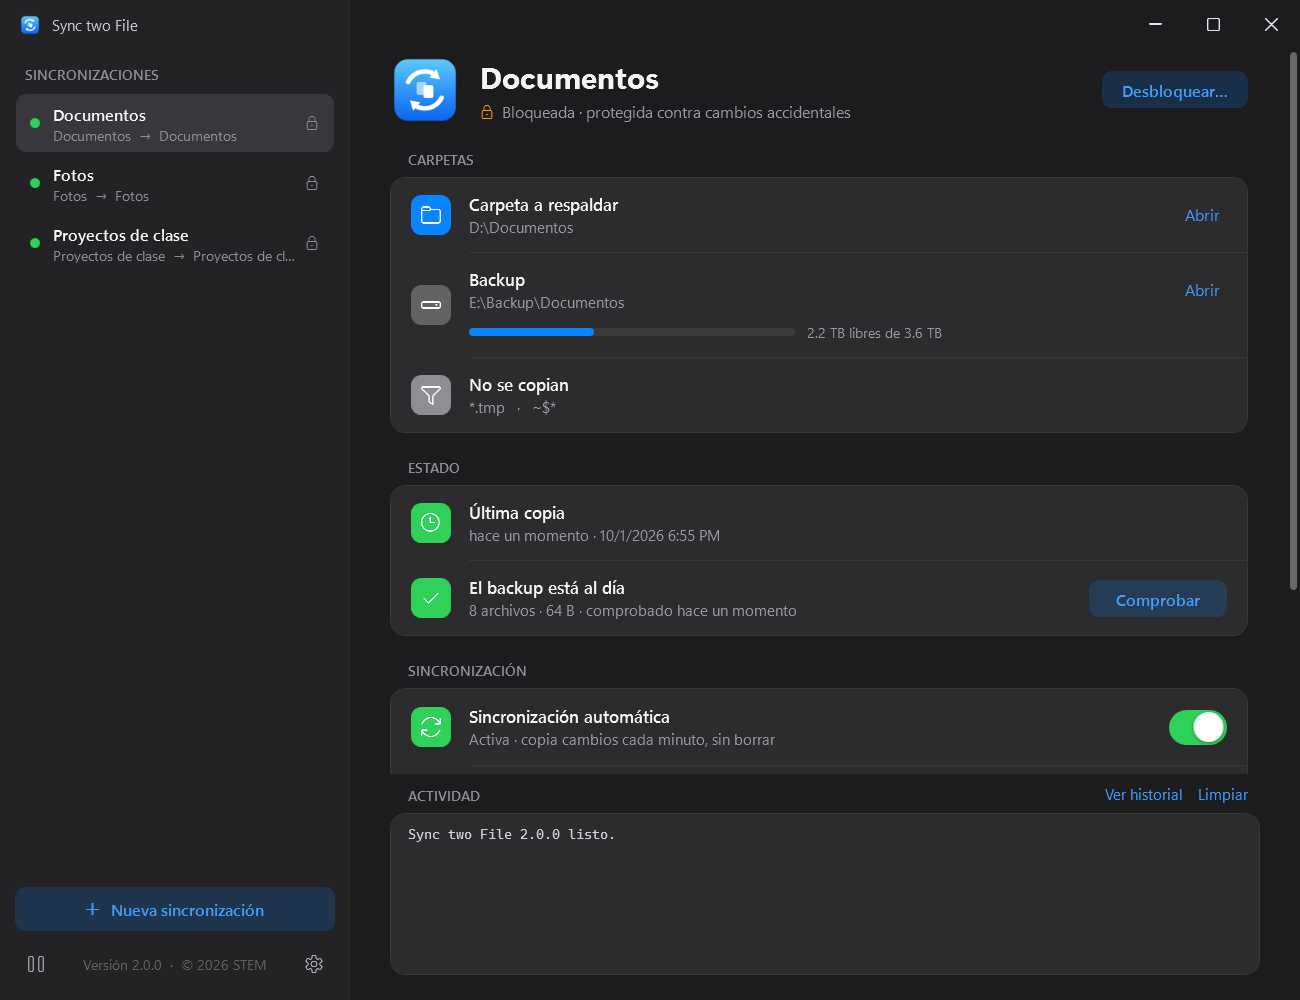 Sync two File
SINCRONIZACIONES
Documentos
Documentos → Documentos
Fotos
Fotos → Fotos
Proyectos de clase
Proyectos de clase → Proyectos de cl...
+ Nueva sincronización
Versión 2.0.0 · © 2026 STEM
Documentos
Bloqueada · protegida contra cambios accidentales
Desbloquear...
CARPETAS
Carpeta a respaldar
D:\Documentos
Abrir
Backup
E:\Backup\Documentos
Abrir
2.2 TB libres de 3.6 TB
No se copian
*.tmp · ~$*
ESTADO
Última copia
hace un momento · 10/1/2026 6:55 PM
El backup está al día
8 archivos · 64 B · comprobado hace un momento
Comprobar
SINCRONIZACIÓN
Sincronización automática
Activa · copia cambios cada minuto, sin borrar
ACTIVIDAD
Ver historial
Limpiar
Sync two File 2.0.0 listo.